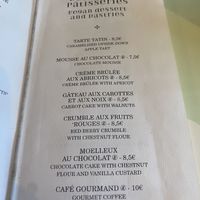 Pâtisseries
vegan dessert
and pastries
TARTE TATIN - 8,5€
CARAMELISED UPSIDE DOWN
APPLE TART
MOUSSE AU CHOCOLAT - 7,5€
CHOCOLATE MOUSSE
CRÈME BRÛLÉE
AUX ABRICOTS - 8,5€
CRÈME BRÛLÉE WITH APRICOT
GÂTEAU AUX CAROTTES
ET AUX NOIX - 8,5€
CARROT CAKE WITH WALNUTS
CRUMBLE AUX FRUITS
ROUGES - 8,5€
RED BERRY CRUMBLE
WITH CHESTNUT FLOUR
MOELLEUX
AU CHOCOLAT - 8,5€
CHOCOLATE CAKE WITH CHESTNUT
FLOUR AND VANILLA CUSTARD
CAFÉ GOURMAND - 10€
GOURMET COFFEE